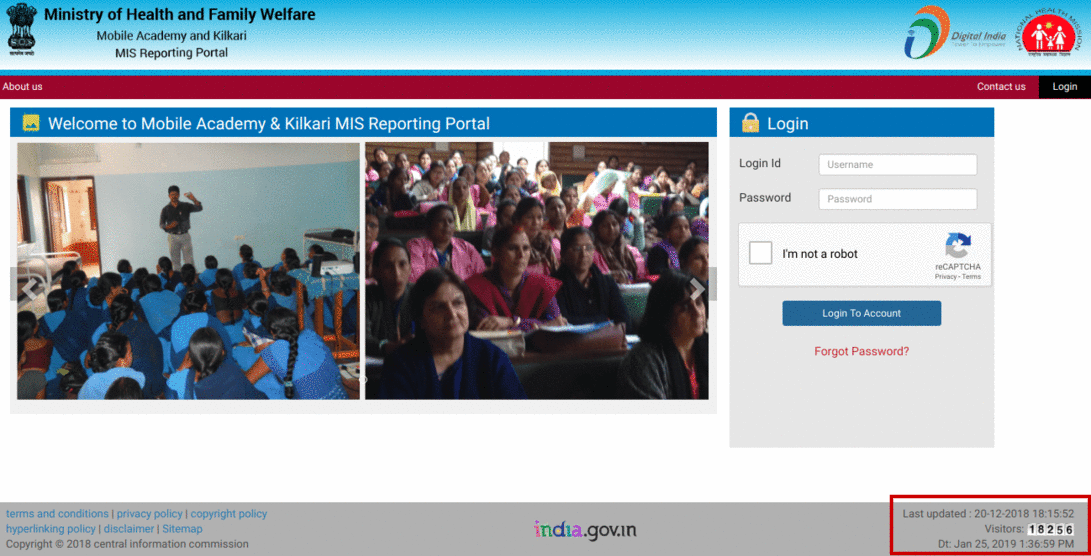 Ministry of Health and Family Welfare
Mobile Academy and Kilkari
MIS Reporting Portal
Digital India
Power To Empower
NATIONAL HEALTH MISSION
About us
Contact us
Login
Welcome to Mobile Academy & Kilkari MIS Reporting Portal
Login
Login Id
Username
Password
Password
I'm not a robot
reCAPTCHA
Privacy - Terms
Login To Account
Forgot Password?
terms and conditions | privacy policy | copyright policy
hyperlinking policy | disclaimer | Sitemap
Copyright © 2018 central information commission
india.gov.in
Last updated : 20-12-2018 18:15:52
Visitors: 18256
Dt: Jan 25, 2019 1:36:59 PM